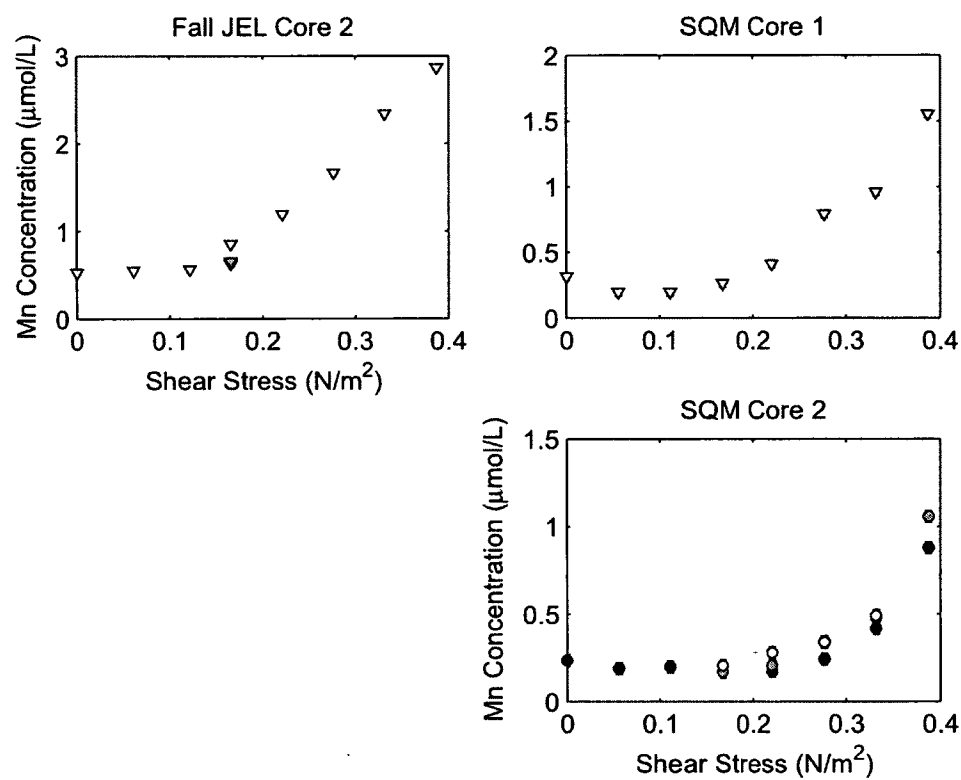 Fall JEL Core 2
Mn Concentration (µmol/L)
3
2
1
0
0 0.1 0.2 0.3 0.4
Shear Stress (N/m²)
SQM Core 1
2
1.5
1
0.5
0
0 0.1 0.2 0.3 0.4
SQM Core 2
Mn Concentration (µmol/L)
1.5
1
0.5
0
0 0.1 0.2 0.3 0.4
Shear Stress (N/m²)